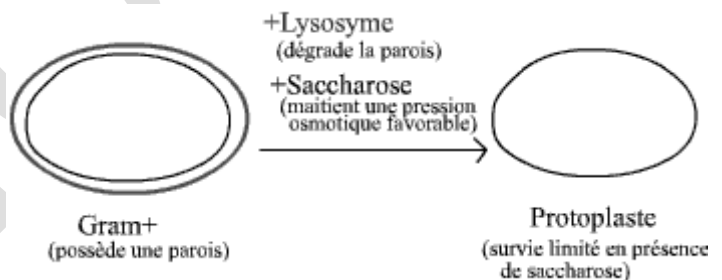 +Lysosyme
(dégrade la parois)
+Saccharose
(maitient une pression
osmotique favorable)
Gram+
(possède une parois)
Protoplaste
(survie limité en présence
de saccharose)